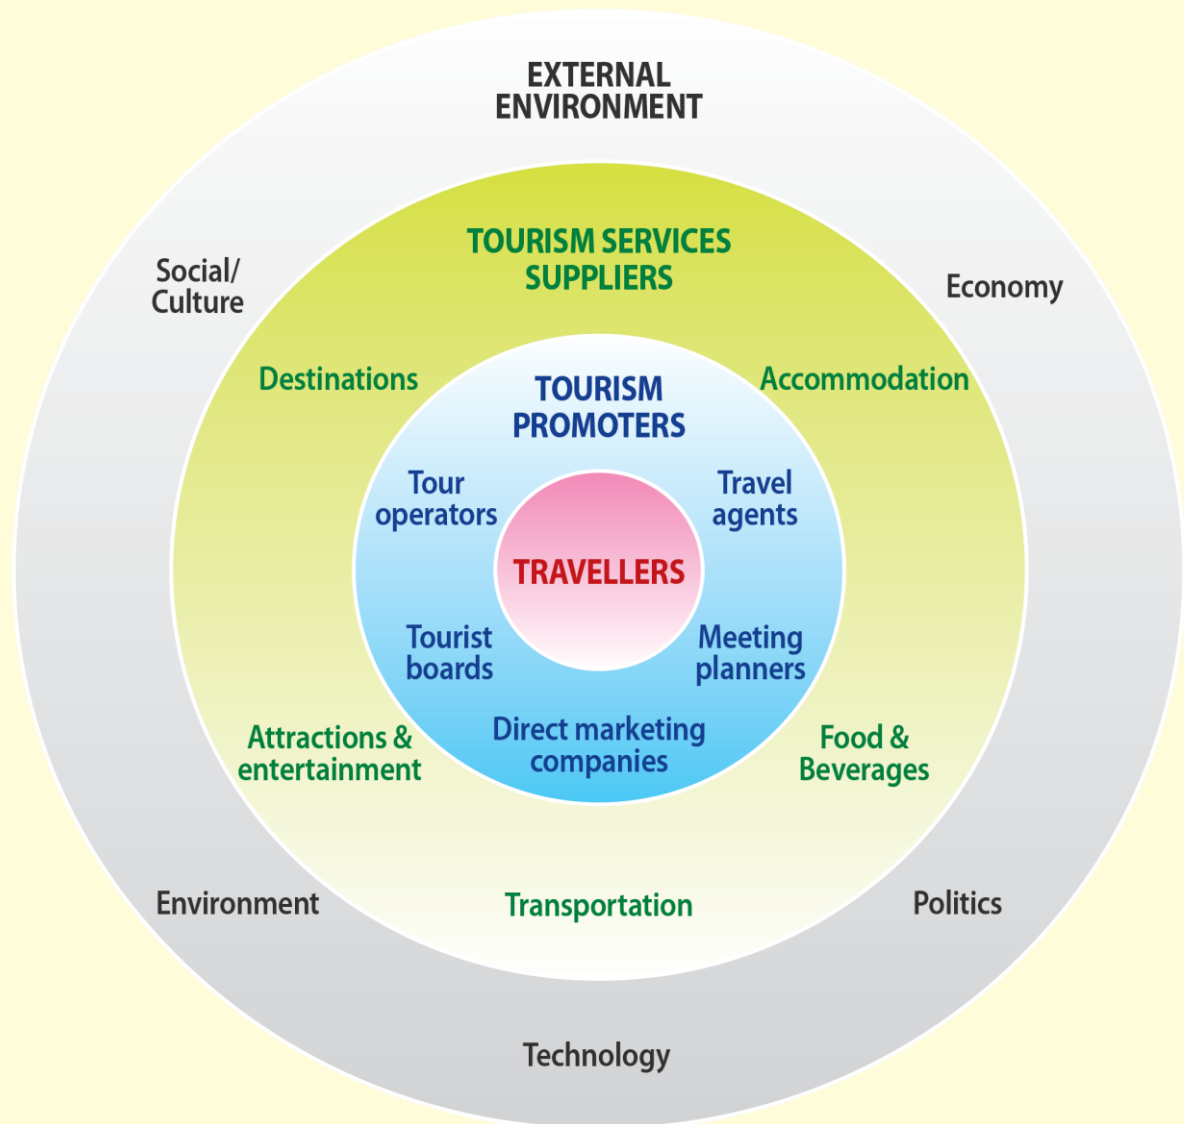 EXTERNAL
ENVIRONMENT
Social/
Culture
Economy
TOURISM SERVICES
SUPPLIERS
Destinations
Accommodation
TOURISM
PROMOTERS
Tour
operators
Travel
agents
TRAVELLERS
Tourist
boards
Meeting
planners
Direct marketing
companies
Attractions &
entertainment
Food &
Beverages
Environment
Transportation
Politics
Technology